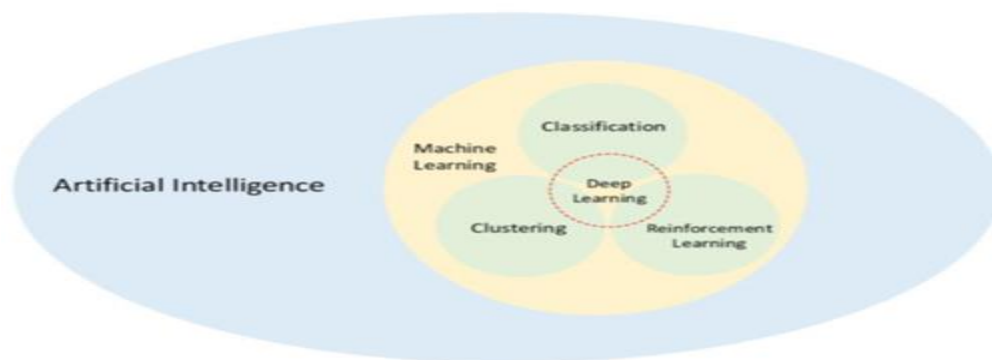 Classification
Machine
Learning
Artificial Intelligence
Deep
Learning
Clustering
Reinforcement
Learning